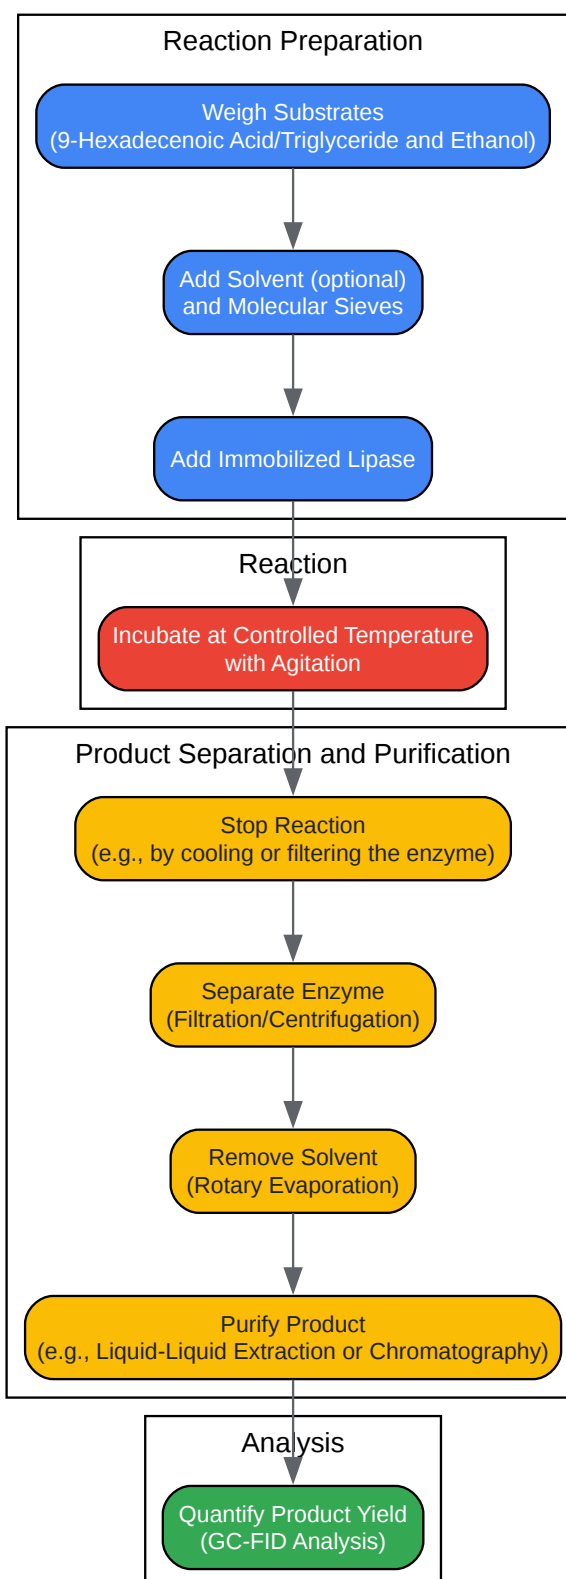 Reaction Preparation
Weigh Substrates
(9-Hexadecenoic Acid/Triglyceride and Ethanol)
Add Solvent (optional)
and Molecular Sieves
Add Immobilized Lipase
Reaction
Incubate at Controlled Temperature
with Agitation
Product Separation and Purification
Stop Reaction
(e.g., by cooling or filtering the enzyme)
Separate Enzyme
(Filtration/Centrifugation)
Remove Solvent
(Rotary Evaporation)
Purify Product
(e.g., Liquid-Liquid Extraction or Chromatography)
Analysis
Quantify Product Yield
(GC-FID Analysis)